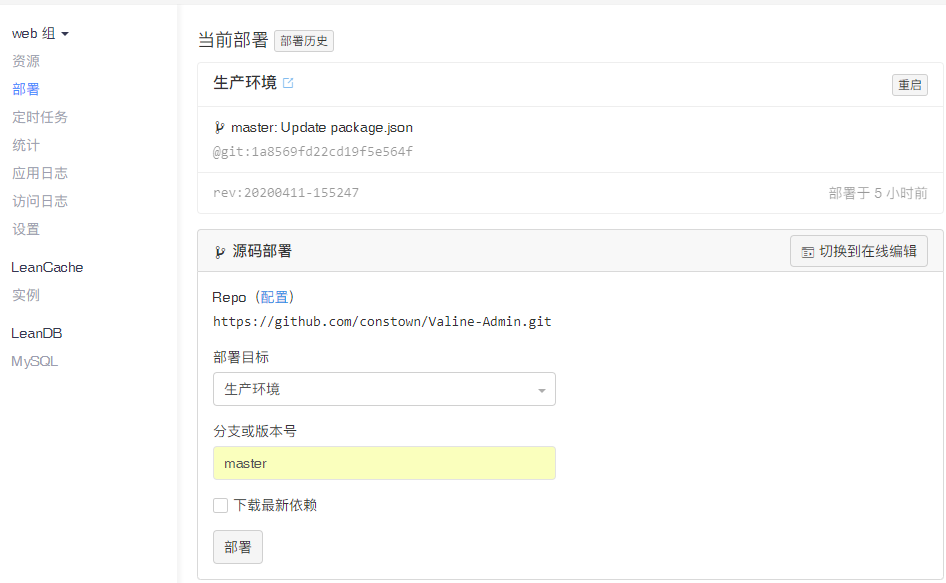 web 组
资源
部署
定时任务
统计
应用日志
访问日志
设置
LeanCache
实例
LeanDB
MySQL
当前部署 部署历史
生产环境 重启
master: Update package.json
@git:1a8569fd22cd19f5e564f
rev:20200411-155247 部署于 5 小时前
源码部署 切换到在线编辑
Repo（配置）
https://github.com/constown/Valine-Admin.git
部署目标
生产环境
分支或版本号
master
下载最新依赖
部署